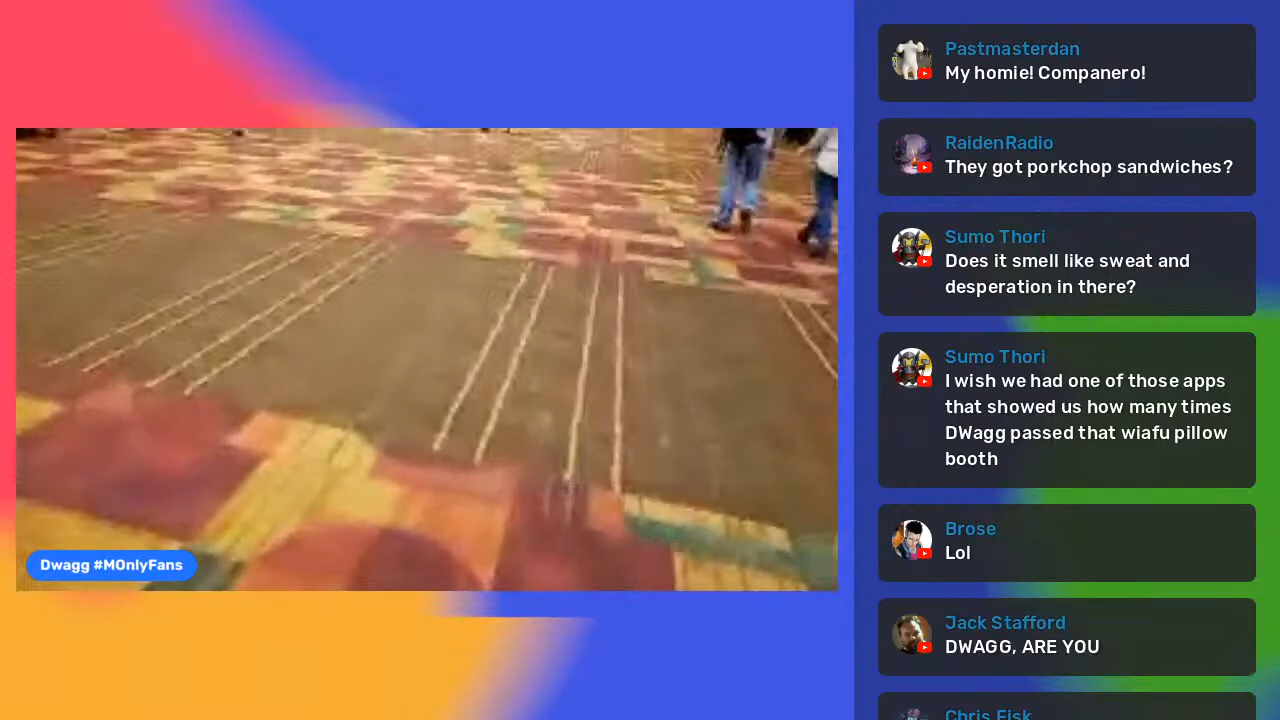 Pastmasterdan
My homie! Companero!
RaidenRadio
They got porkchop sandwiches?
Sumo Thori
Does it smell like sweat and
desperation in there?
Sumo Thori
I wish we had one of those apps
that showed us how many times
DWagg passed that wiafu pillow
booth
Brose
Lol
Jack Stafford
DWAGG, ARE YOU
Chris Fisk
Dwagg #MOnlyFans